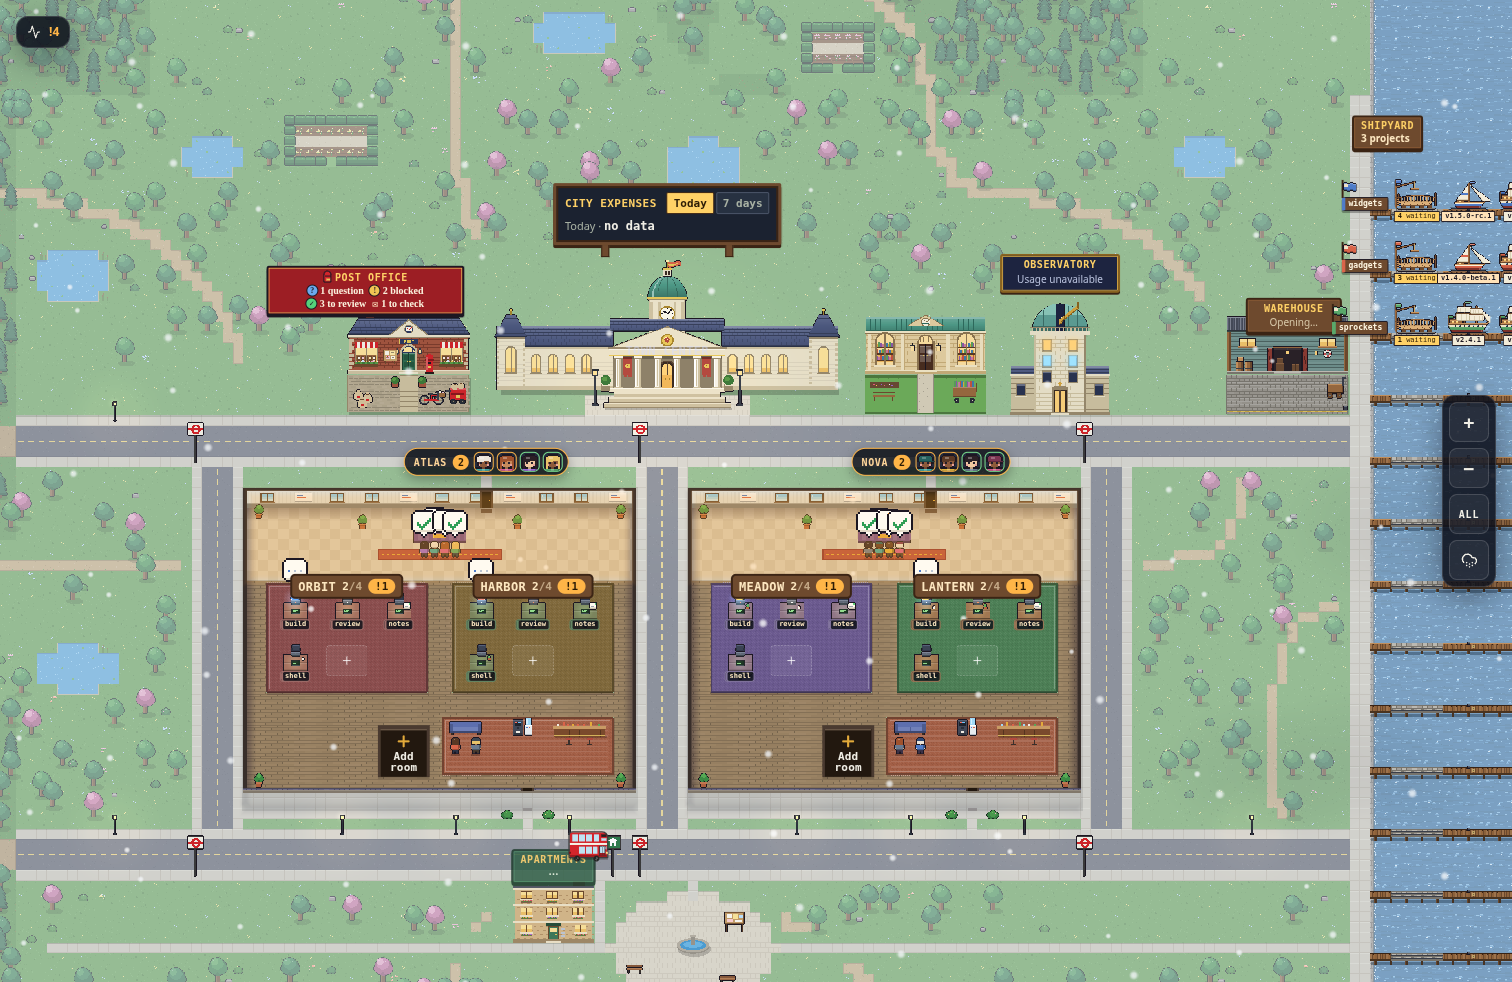 !4
SHIPYARD
3 projects
CITY EXPENSES Today 7 days
Today · no data
widgets
4 waiting v1.5.0-rc.1
gadgets
3 waiting v1.4.0-beta.1
sprockets
1 waiting v2.4.1
POST OFFICE
? 1 question ! 2 blocked
✓ 3 to review ✉ 1 to check
OBSERVATORY
Usage unavailable
WAREHOUSE
Opening...
+
−
ALL
ATLAS 2
NOVA 2
ORBIT 2/4 !1
HARBOR 2/4 !1
MEADOW 2/4 !1
LANTERN 2/4 !1
build review notes
build review notes
build review notes
build review notes
shell +
shell +
shell +
shell +
+
Add
room
+
Add
room
APARTMENTS
...